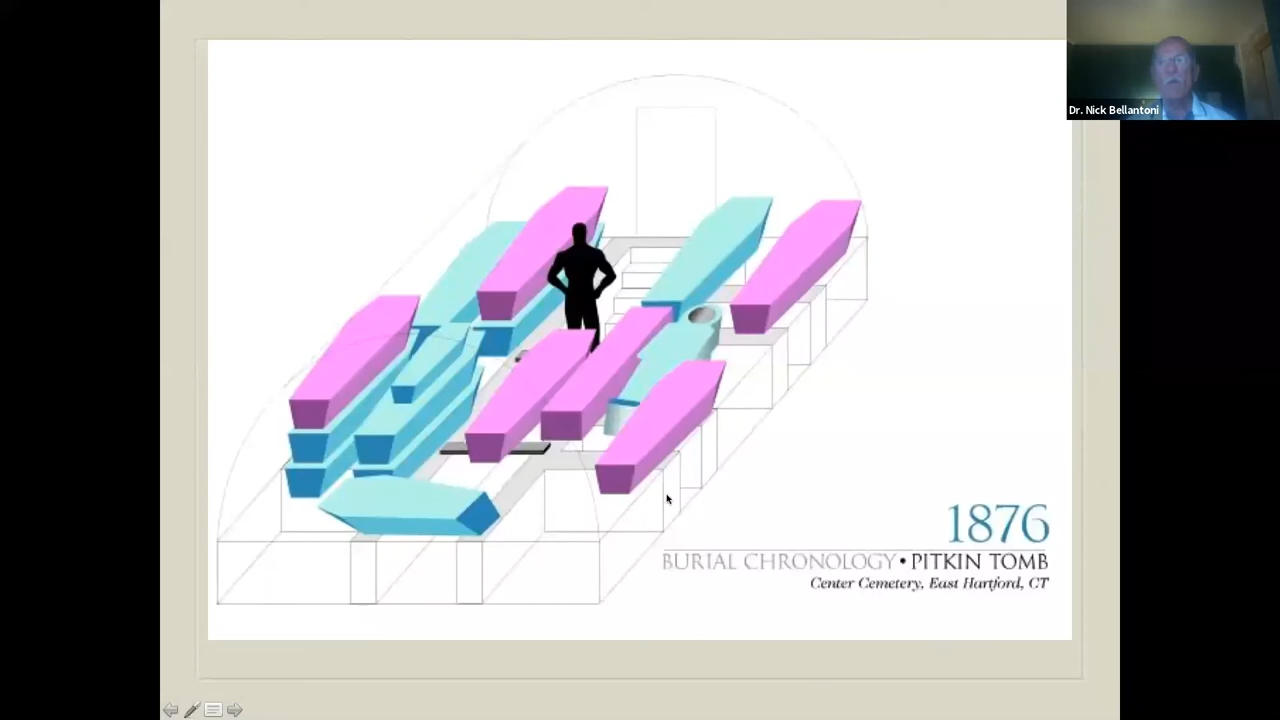 Dr. Nick Bellantoni
1876
BURIAL CHRONOLOGY • PITKIN TOMB
Center Cemetery, East Hartford, CT